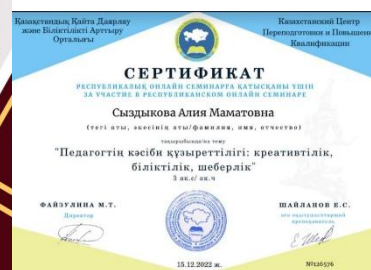 Қазақстандық Қайта Даярлау
және Біліктілікті Арттыру
Орталығы
Казахстанский Центр
Переподготовки и Повышени
Квалификации
СЕРТИФИКАТ
РЕСПУБЛИКАЛЫҚ ОНЛАЙН СЕМИНАРҒА ҚАТЫСҚАНЫ ҮШІН
ЗА УЧАСТИЕ В РЕСПУБЛИКАНСКОМ ОНЛАЙН СЕМИНАРЕ
Сыздыкова Алия Маматовна
(тегі аты, әкесінің аты/фамилия, имя, отчество)
тақырыбында/на тему
"Педагогтің кәсіби құзыреттілігі: креативтілік,
біліктілік, шеберлік"
3 ак.с/ ак.ч
ФАЙЗУЛИНА М.Т.
Директор
ШАЙЛАНОВ Е.С.
15.12.2022 ж.
№126576